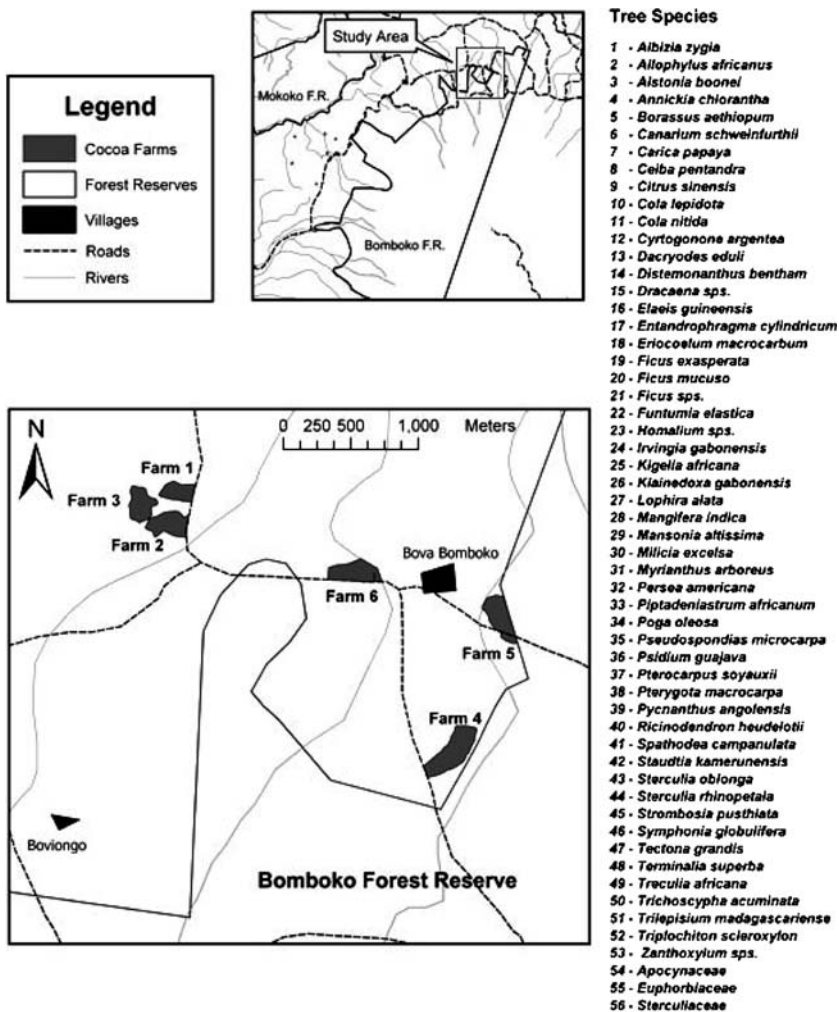 Legend
Cocoa Farms
Forest Reserves
Villages
Roads
Rivers
Study Area
Mokoko F.R.
Bomboko F.R.
N
0 250 500 1,000 Meters
Farm 1
Farm 3
Farm 2
Bova Bomboko
Farm 6
Farm 5
Farm 4
Boviongo
Bomboko Forest Reserve
Tree Species
1 - Albizia zygia
2 - Allophylus africanus
3 - Alstonia boonei
4 - Annickia chlorantha
5 - Borassus aethiopum
6 - Canarium schweinfurthii
7 - Carica papaya
8 - Ceiba pentandra
9 - Citrus sinensis
10 - Cola lepidota
11 - Cola nitida
12 - Cyrtogonone argentea
13 - Dacryodes eduli
14 - Distemonanthus bentham
15 - Dracaena sps.
16 - Elaeis guineensis
17 - Entandrophragma cylindricum
18 - Eriocoelum macrocarbum
19 - Ficus exasperata
20 - Ficus mucuso
21 - Ficus sps.
22 - Funtumia elastica
23 - Homalium sps.
24 - Irvingia gabonensis
25 - Kigelia africana
26 - Klainedoxa gabonensis
27 - Lophira alata
28 - Mangifera indica
29 - Mansonia altissima
30 - Milicia excelsa
31 - Myrianthus arboreus
32 - Persea americana
33 - Piptadeniastrum africanum
34 - Poga oleosa
35 - Pseudospondias microcarpa
36 - Psidium guajava
37 - Pterocarpus soyauxii
38 - Pterygota macrocarpa
39 - Pycnanthus angolensis
40 - Ricinodendron heudelotii
41 - Spathodea campanulata
42 - Staudtia kamerunensis
43 - Sterculia oblonga
44 - Sterculia rhinopetala
45 - Strombosia pusthlata
46 - Symphonia globulifera
47 - Tectona grandis
48 - Terminalia superba
49 - Treculia africana
50 - Trichoscypha acuminata
51 - Trilepisium madagascariense
52 - Triplochiton scleroxylon
53 - Zanthoxylum sps.
54 - Apocynaceae
55 - Euphorbiaceae
56 - Sterculiaceae